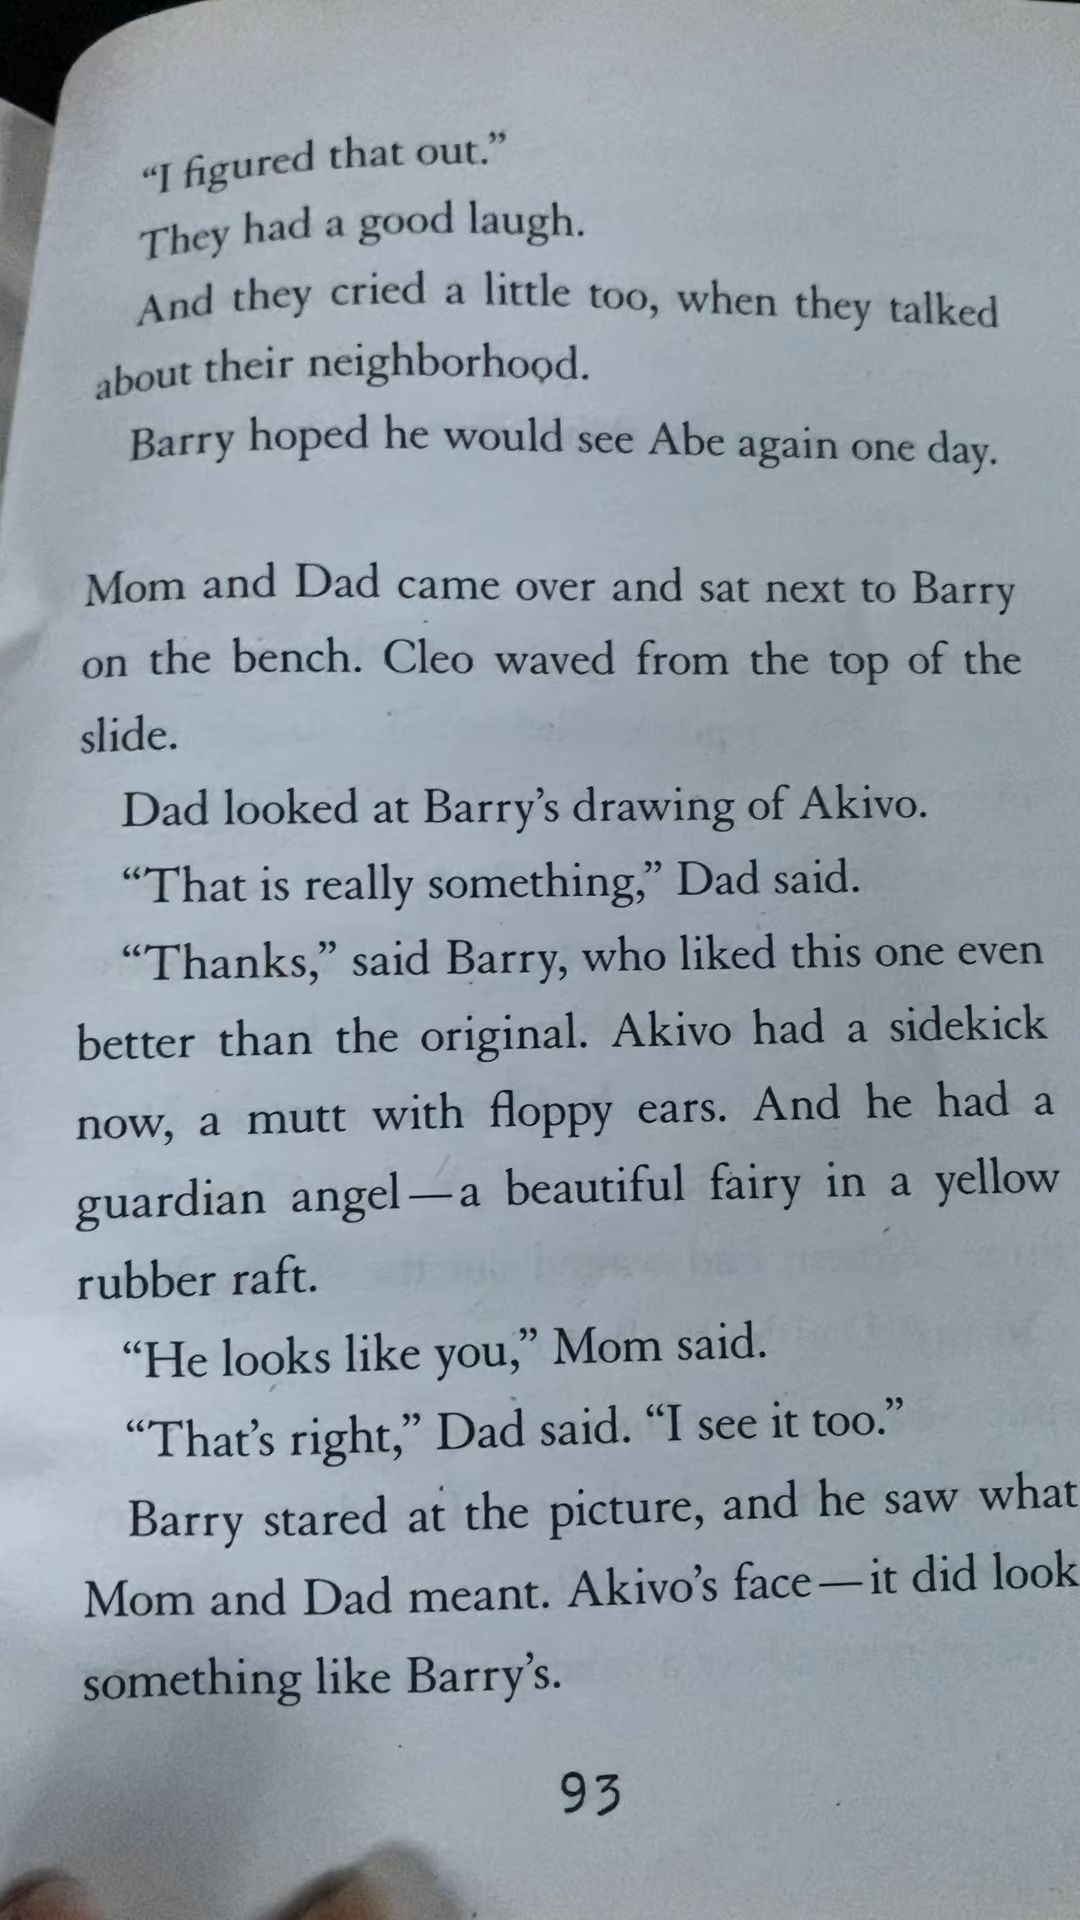 “I figured that out.”
They had a good laugh.
And they cried a little too, when they talked
about their neighborhood.
Barry hoped he would see Abe again one day.
Mom and Dad came over and sat next to Barry
on the bench. Cleo waved from the top of the
slide.
Dad looked at Barry’s drawing of Akivo.
“That is really something,” Dad said.
“Thanks,” said Barry, who liked this one even
better than the original. Akivo had a sidekick
now, a mutt with floppy ears. And he had a
guardian angel—a beautiful fairy in a yellow
rubber raft.
“He looks like you,” Mom said.
“That’s right,” Dad said. “I see it too.”
Barry stared at the picture, and he saw what
Mom and Dad meant. Akivo’s face—it did look
something like Barry’s.
93